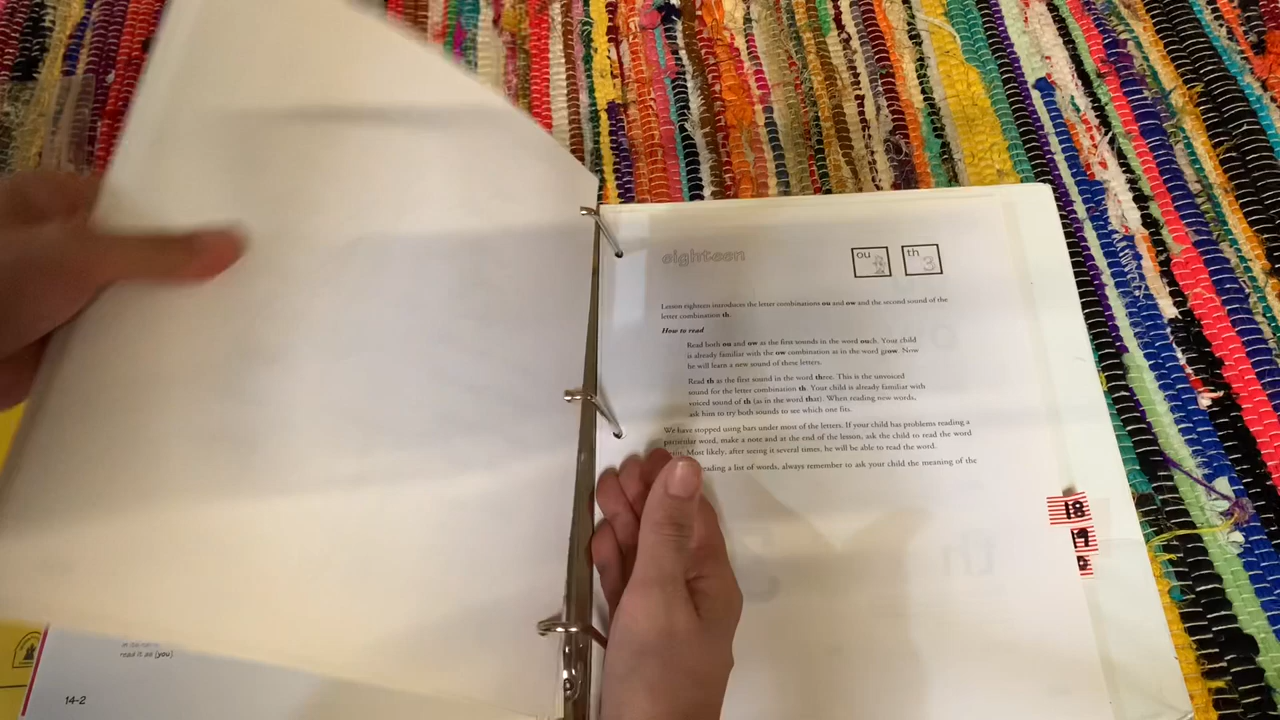 eighteen
ou
th
3
Lesson eighteen introduces the letter combinations ou and ow and the second sound of the
letter combination th.
How to read
Read both ou and ow as the first sounds in the word ouch. Your child
is already familiar with the ow combination as in the word grow. Now
he will learn a new sound of these letters.
Read th as the first sound in the word three. This is the unvoiced
sound for the letter combination th. Your child is already familiar with
voiced sound of th (as in the word that). When reading new words,
ask him to try both sounds to see which one fits.
We have stopped using bars under most of the letters. If your child has problems reading a
particular word, make a note and at the end of the lesson, ask the child to read the word
again. Most likely, after seeing it several times, he will be able to read the word.
reading a list of words, always remember to ask your child the meaning of the
18
19
read it as (you)
14-2